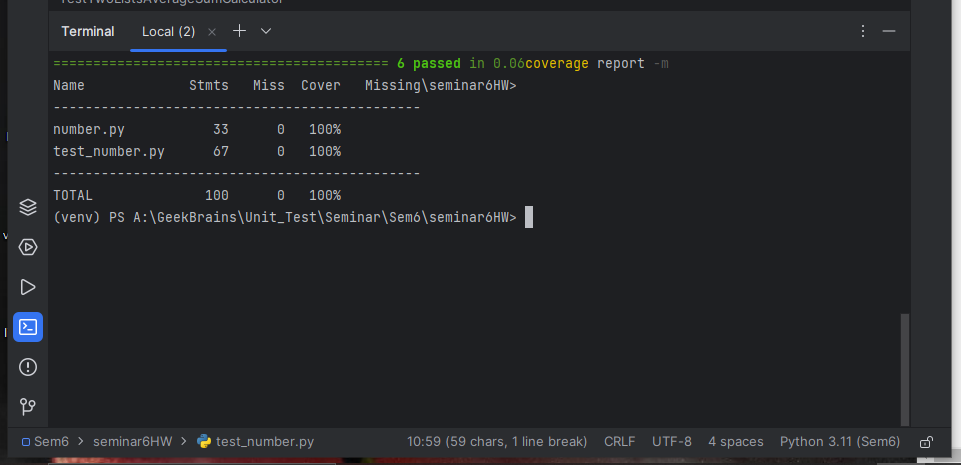 TestTwoListsAverageSumCalculator
Terminal Local (2)
========================================== 6 passed in 0.06coverage report -m
Name Stmts Miss Cover Missing\seminar6HW>
----------------------------------------------
number.py 33 0 100%
test_number.py 67 0 100%
----------------------------------------------
TOTAL 100 0 100%
(venv) PS A:\GeekBrains\Unit_Test\Seminar\Sem6\seminar6HW>
Sem6 > seminar6HW > test_number.py 10:59 (59 chars, 1 line break) CRLF UTF-8 4 spaces Python 3.11 (Sem6)